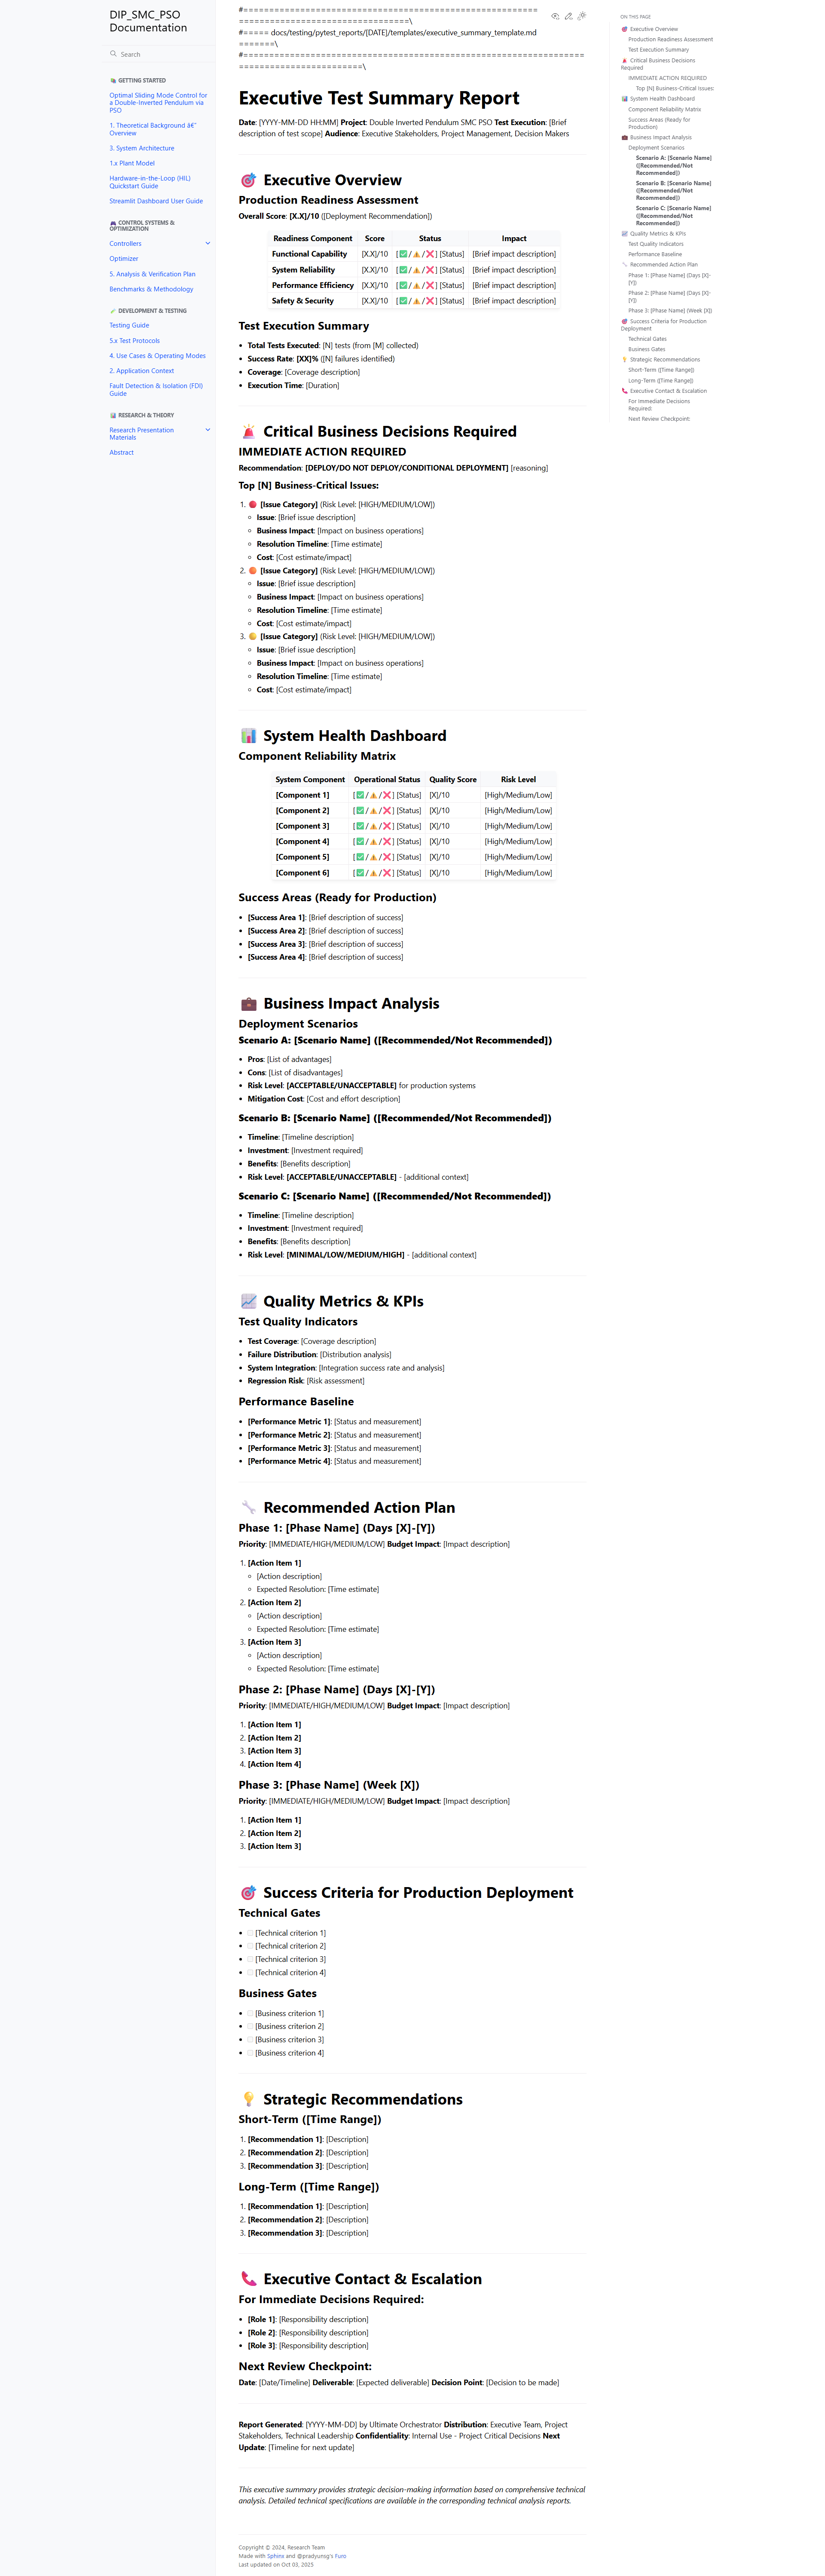 DIP_SMC_PSO
Documentation
Search
📚 GETTING STARTED
Optimal Sliding Mode Control for
a Double-Inverted Pendulum via
PSO
1. Theoretical Background â€"
Overview
3. System Architecture
1.x Plant Model
Hardware-in-the-Loop (HIL)
Quickstart Guide
Streamlit Dashboard User Guide
🎮 CONTROL SYSTEMS &
OPTIMIZATION
Controllers
Optimizer
5. Analysis & Verification Plan
Benchmarks & Methodology
🧪 DEVELOPMENT & TESTING
Testing Guide
5.x Test Protocols
4. Use Cases & Operating Modes
2. Application Context
Fault Detection & Isolation (FDI)
Guide
📊 RESEARCH & THEORY
Research Presentation
Materials
Abstract
#===== docs/testing/pytest_reports/[DATE]/templates/executive_summary_template.md
=======\
Executive Test Summary Report
Date: [YYYY-MM-DD HH:MM] Project: Double Inverted Pendulum SMC PSO Test Execution: [Brief
description of test scope] Audience: Executive Stakeholders, Project Management, Decision Makers
🎯 Executive Overview
Production Readiness Assessment
Overall Score: [X.X]/10 ([Deployment Recommendation])
Readiness Component Score Status Impact
Functional Capability [X.X]/10 [✅/⚠️/❌] [Status] [Brief impact description]
System Reliability [X.X]/10 [✅/⚠️/❌] [Status] [Brief impact description]
Performance Efficiency [X.X]/10 [✅/⚠️/❌] [Status] [Brief impact description]
Safety & Security [X.X]/10 [✅/⚠️/❌] [Status] [Brief impact description]
Test Execution Summary
• Total Tests Executed: [N] tests (from [M] collected)
• Success Rate: [XX]% ([N] failures identified)
• Coverage: [Coverage description]
• Execution Time: [Duration]
🚨 Critical Business Decisions Required
IMMEDIATE ACTION REQUIRED
Recommendation: [DEPLOY/DO NOT DEPLOY/CONDITIONAL DEPLOYMENT] [reasoning]
Top [N] Business-Critical Issues:
1. 🔴 [Issue Category] (Risk Level: [HIGH/MEDIUM/LOW])
Issue: [Brief issue description]
Business Impact: [Impact on business operations]
Resolution Timeline: [Time estimate]
Cost: [Cost estimate/impact]
2. 🟠 [Issue Category] (Risk Level: [HIGH/MEDIUM/LOW])
Issue: [Brief issue description]
Business Impact: [Impact on business operations]
Resolution Timeline: [Time estimate]
Cost: [Cost estimate/impact]
3. 🟡 [Issue Category] (Risk Level: [HIGH/MEDIUM/LOW])
Issue: [Brief issue description]
Business Impact: [Impact on business operations]
Resolution Timeline: [Time estimate]
Cost: [Cost estimate/impact]
📊 System Health Dashboard
Component Reliability Matrix
System Component Operational Status Quality Score Risk Level
[Component 1] [✅/⚠️/❌] [Status] [X]/10 [High/Medium/Low]
[Component 2] [✅/⚠️/❌] [Status] [X]/10 [High/Medium/Low]
[Component 3] [✅/⚠️/❌] [Status] [X]/10 [High/Medium/Low]
[Component 4] [✅/⚠️/❌] [Status] [X]/10 [High/Medium/Low]
[Component 5] [✅/⚠️/❌] [Status] [X]/10 [High/Medium/Low]
[Component 6] [✅/⚠️/❌] [Status] [X]/10 [High/Medium/Low]
Success Areas (Ready for Production)
• [Success Area 1]: [Brief description of success]
• [Success Area 2]: [Brief description of success]
• [Success Area 3]: [Brief description of success]
• [Success Area 4]: [Brief description of success]
💼 Business Impact Analysis
Deployment Scenarios
Scenario A: [Scenario Name] ([Recommended/Not Recommended])
• Pros: [List of advantages]
• Cons: [List of disadvantages]
• Risk Level: [ACCEPTABLE/UNACCEPTABLE] for production systems
• Mitigation Cost: [Cost and effort description]
Scenario B: [Scenario Name] ([Recommended/Not Recommended])
• Timeline: [Timeline description]
• Investment: [Investment required]
• Benefits: [Benefits description]
• Risk Level: [ACCEPTABLE/UNACCEPTABLE] - [additional context]
Scenario C: [Scenario Name] ([Recommended/Not Recommended])
• Timeline: [Timeline description]
• Investment: [Investment required]
• Benefits: [Benefits description]
• Risk Level: [MINIMAL/LOW/MEDIUM/HIGH] - [additional context]
📈 Quality Metrics & KPIs
Test Quality Indicators
• Test Coverage: [Coverage description]
• Failure Distribution: [Distribution analysis]
• System Integration: [Integration success rate and analysis]
• Regression Risk: [Risk assessment]
Performance Baseline
• [Performance Metric 1]: [Status and measurement]
• [Performance Metric 2]: [Status and measurement]
• [Performance Metric 3]: [Status and measurement]
• [Performance Metric 4]: [Status and measurement]
🔧 Recommended Action Plan
Phase 1: [Phase Name] (Days [X]-[Y])
Priority: [IMMEDIATE/HIGH/MEDIUM/LOW] Budget Impact: [Impact description]
1. [Action Item 1]
[Action description]
Expected Resolution: [Time estimate]
2. [Action Item 2]
[Action description]
Expected Resolution: [Time estimate]
3. [Action Item 3]
[Action description]
Expected Resolution: [Time estimate]
Phase 2: [Phase Name] (Days [X]-[Y])
Priority: [IMMEDIATE/HIGH/MEDIUM/LOW] Budget Impact: [Impact description]
1. [Action Item 1]
2. [Action Item 2]
3. [Action Item 3]
4. [Action Item 4]
Phase 3: [Phase Name] (Week [X])
Priority: [IMMEDIATE/HIGH/MEDIUM/LOW] Budget Impact: [Impact description]
1. [Action Item 1]
2. [Action Item 2]
3. [Action Item 3]
🎯 Success Criteria for Production Deployment
Technical Gates
[Technical criterion 1]
[Technical criterion 2]
[Technical criterion 3]
[Technical criterion 4]
Business Gates
[Business criterion 1]
[Business criterion 2]
[Business criterion 3]
[Business criterion 4]
💡 Strategic Recommendations
Short-Term ([Time Range])
1. [Recommendation 1]: [Description]
2. [Recommendation 2]: [Description]
3. [Recommendation 3]: [Description]
Long-Term ([Time Range])
1. [Recommendation 1]: [Description]
2. [Recommendation 2]: [Description]
3. [Recommendation 3]: [Description]
📞 Executive Contact & Escalation
For Immediate Decisions Required:
• [Role 1]: [Responsibility description]
• [Role 2]: [Responsibility description]
• [Role 3]: [Responsibility description]
Next Review Checkpoint:
Date: [Date/Timeline] Deliverable: [Expected deliverable] Decision Point: [Decision to be made]
Report Generated: [YYYY-MM-DD] by Ultimate Orchestrator Distribution: Executive Team, Project
Stakeholders, Technical Leadership Confidentiality: Internal Use - Project Critical Decisions Next
Update: [Timeline for next update]
This executive summary provides strategic decision-making information based on comprehensive technical
analysis. Detailed technical specifications are available in the corresponding technical analysis reports.
Copyright © 2024, Research Team
Made with Sphinx and @pradyunsg's Furo
Last updated on Oct 03, 2025
ON THIS PAGE
🎯 Executive Overview
Production Readiness Assessment
Test Execution Summary
🚨 Critical Business Decisions
Required
IMMEDIATE ACTION REQUIRED
Top [N] Business-Critical Issues:
📊 System Health Dashboard
Component Reliability Matrix
Success Areas (Ready for
Production)
💼 Business Impact Analysis
Deployment Scenarios
Scenario A: [Scenario Name]
([Recommended/Not
Recommended])
Scenario B: [Scenario Name]
([Recommended/Not
Recommended])
Scenario C: [Scenario Name]
([Recommended/Not
Recommended])
📈 Quality Metrics & KPIs
Test Quality Indicators
Performance Baseline
🔧 Recommended Action Plan
Phase 1: [Phase Name] (Days [X]-
[Y])
Phase 2: [Phase Name] (Days [X]-
[Y])
Phase 3: [Phase Name] (Week [X])
🎯 Success Criteria for Production
Deployment
Technical Gates
Business Gates
💡 Strategic Recommendations
Short-Term ([Time Range])
Long-Term ([Time Range])
📞 Executive Contact & Escalation
For Immediate Decisions
Required:
Next Review Checkpoint: